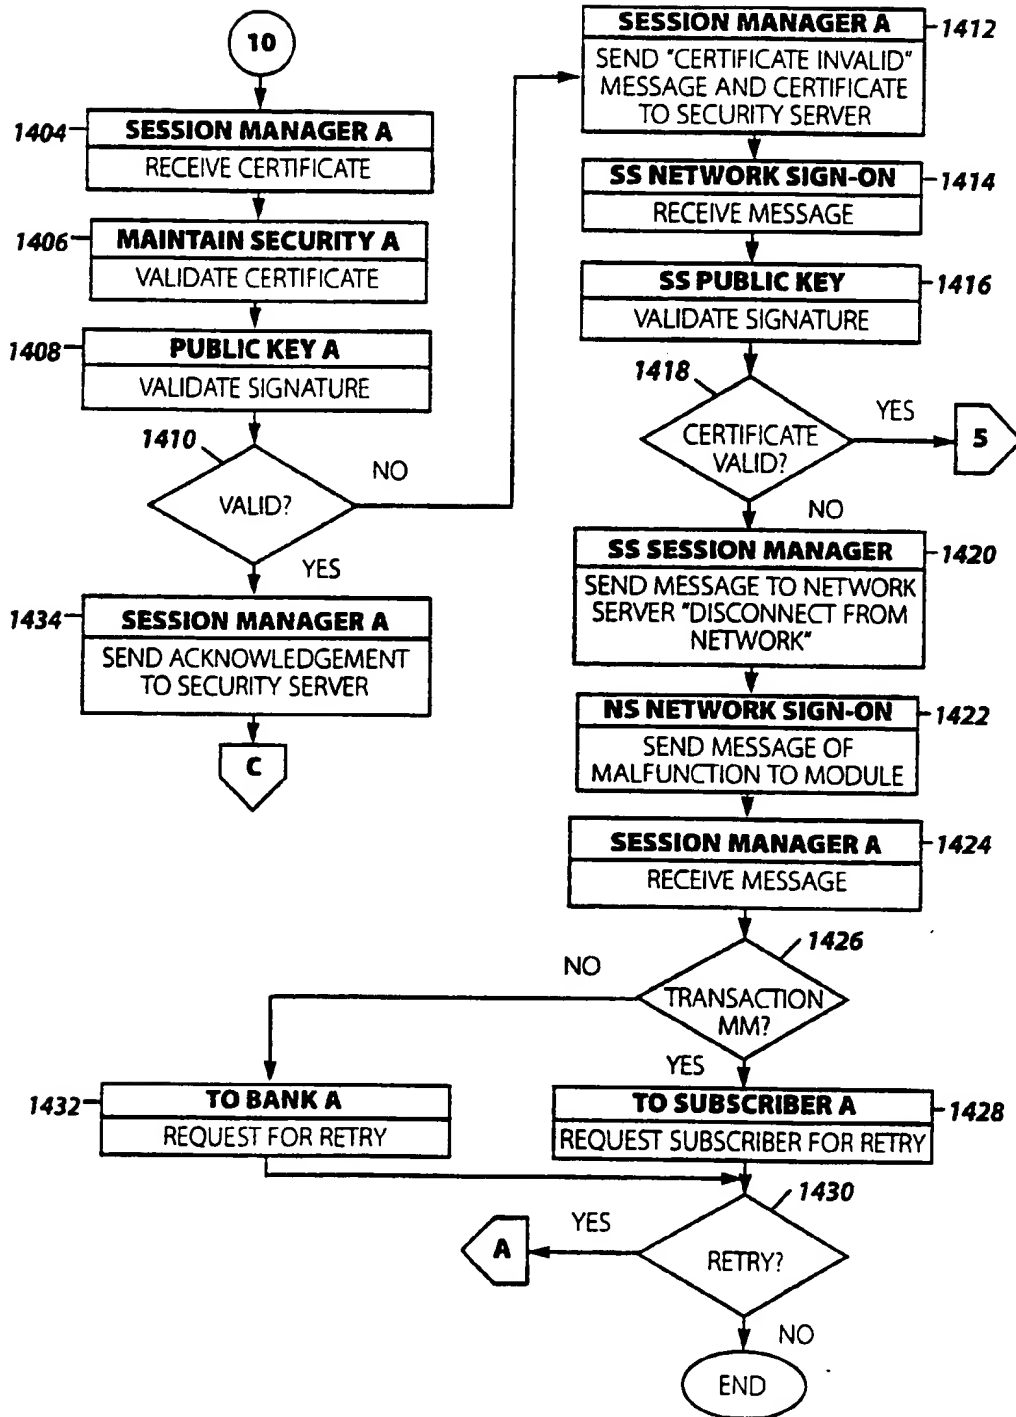 10
1404
SESSION MANAGER A
RECEIVE CERTIFICATE
1406
MAINTAIN SECURITY A
VALIDATE CERTIFICATE
1408
PUBLIC KEY A
VALIDATE SIGNATURE
1410
VALID?
NO
YES
1434
SESSION MANAGER A
SEND ACKNOWLEDGEMENT
TO SECURITY SERVER
C
SESSION MANAGER A
1412
SEND "CERTIFICATE INVALID"
MESSAGE AND CERTIFICATE
TO SECURITY SERVER
SS NETWORK SIGN-ON
1414
RECEIVE MESSAGE
SS PUBLIC KEY
1416
VALIDATE SIGNATURE
1418
CERTIFICATE
VALID?
YES
5
NO
SS SESSION MANAGER
1420
SEND MESSAGE TO NETWORK
SERVER "DISCONNECT FROM
NETWORK"
NS NETWORK SIGN-ON
1422
SEND MESSAGE OF
MALFUNCTION TO MODULE
SESSION MANAGER A
1424
RECEIVE MESSAGE
1426
TRANSACTION
MM?
NO
YES
1432
TO BANK A
REQUEST FOR RETRY
TO SUBSCRIBER A
1428
REQUEST SUBSCRIBER FOR RETRY
1430
RETRY?
YES
A
NO
END